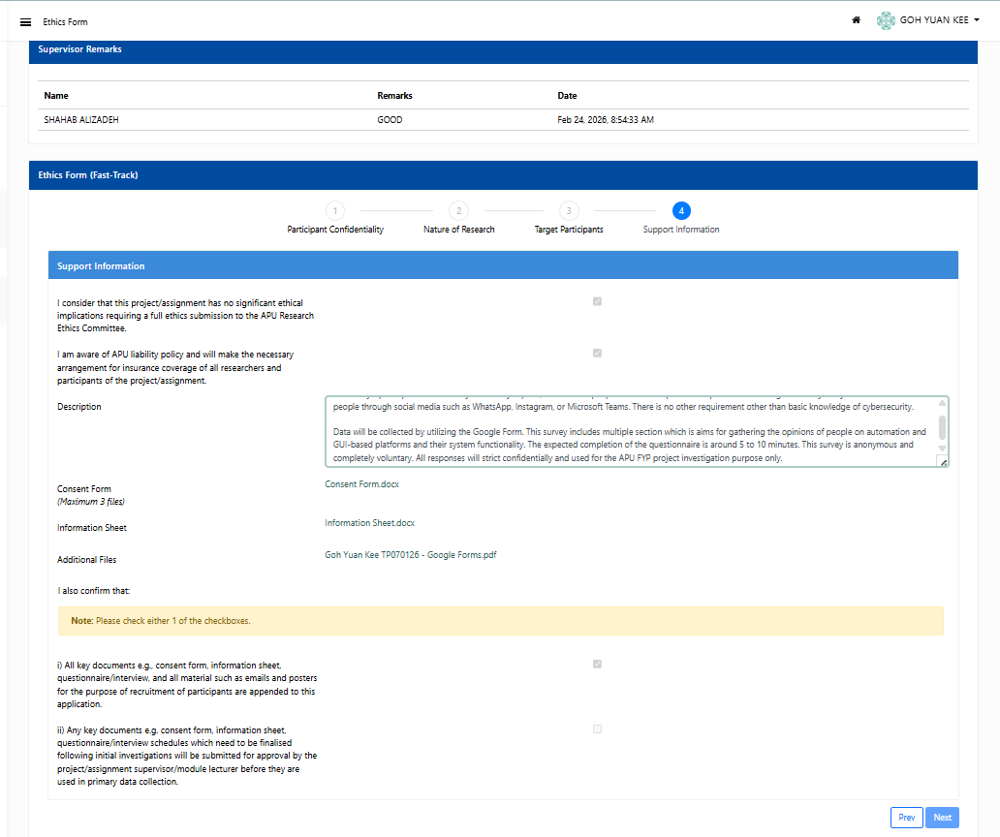 Ethics Form
GOH YUAN KEE
Supervisor Remarks
Name Remarks Date
SHAHAB ALIZADEH GOOD Feb 24, 2026, 8:54:33 AM
Ethics Form (Fast-Track)
1 2 3 4
Participant Confidentiality Nature of Research Target Participants Support Information
Support Information
I consider that this project/assignment has no significant ethical
implications requiring a full ethics submission to the APU Research
Ethics Committee.
I am aware of APU liability policy and will make the necessary
arrangement for insurance coverage of all researchers and
participants of the project/assignment.
Description
people through social media such as WhatsApp, Instagram, or Microsoft Teams. There is no other requirement other than basic knowledge of cybersecurity.
Data will be collected by utilizing the Google Form. This survey includes multiple section which is aims for gathering the opinions of people on automation and
GUI-based platforms and their system functionality. The expected completion of the questionnaire is around 5 to 10 minutes. This survey is anonymous and
completely voluntary. All responses will strict confidentially and used for the APU FYP project investigation purpose only.
Consent Form
(Maximum 3 files)
Consent Form.docx
Information Sheet
Information Sheet.docx
Additional Files
Goh Yuan Kee TP070126 - Google Forms.pdf
I also confirm that:
Note: Please check either 1 of the checkboxes.
i) All key documents e.g., consent form, information sheet,
questionnaire/interview, and all material such as emails and posters
for the purpose of recruitment of participants are appended to this
application.
ii) Any key documents e.g. consent form, information sheet,
questionnaire/interview schedules which need to be finalised
following initial investigations will be submitted for approval by the
project/assignment supervisor/module lecturer before they are
used in primary data collection.
Prev Next